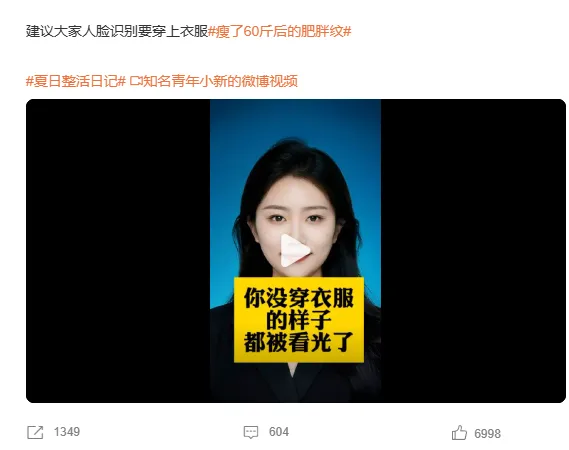 建议大家人脸识别要穿上衣服#瘦了60斤后的肥胖纹#
#夏日整活日记# 知名青年小新的微博视频
你没穿衣服
的样子
都被看光了
1349
604
6998